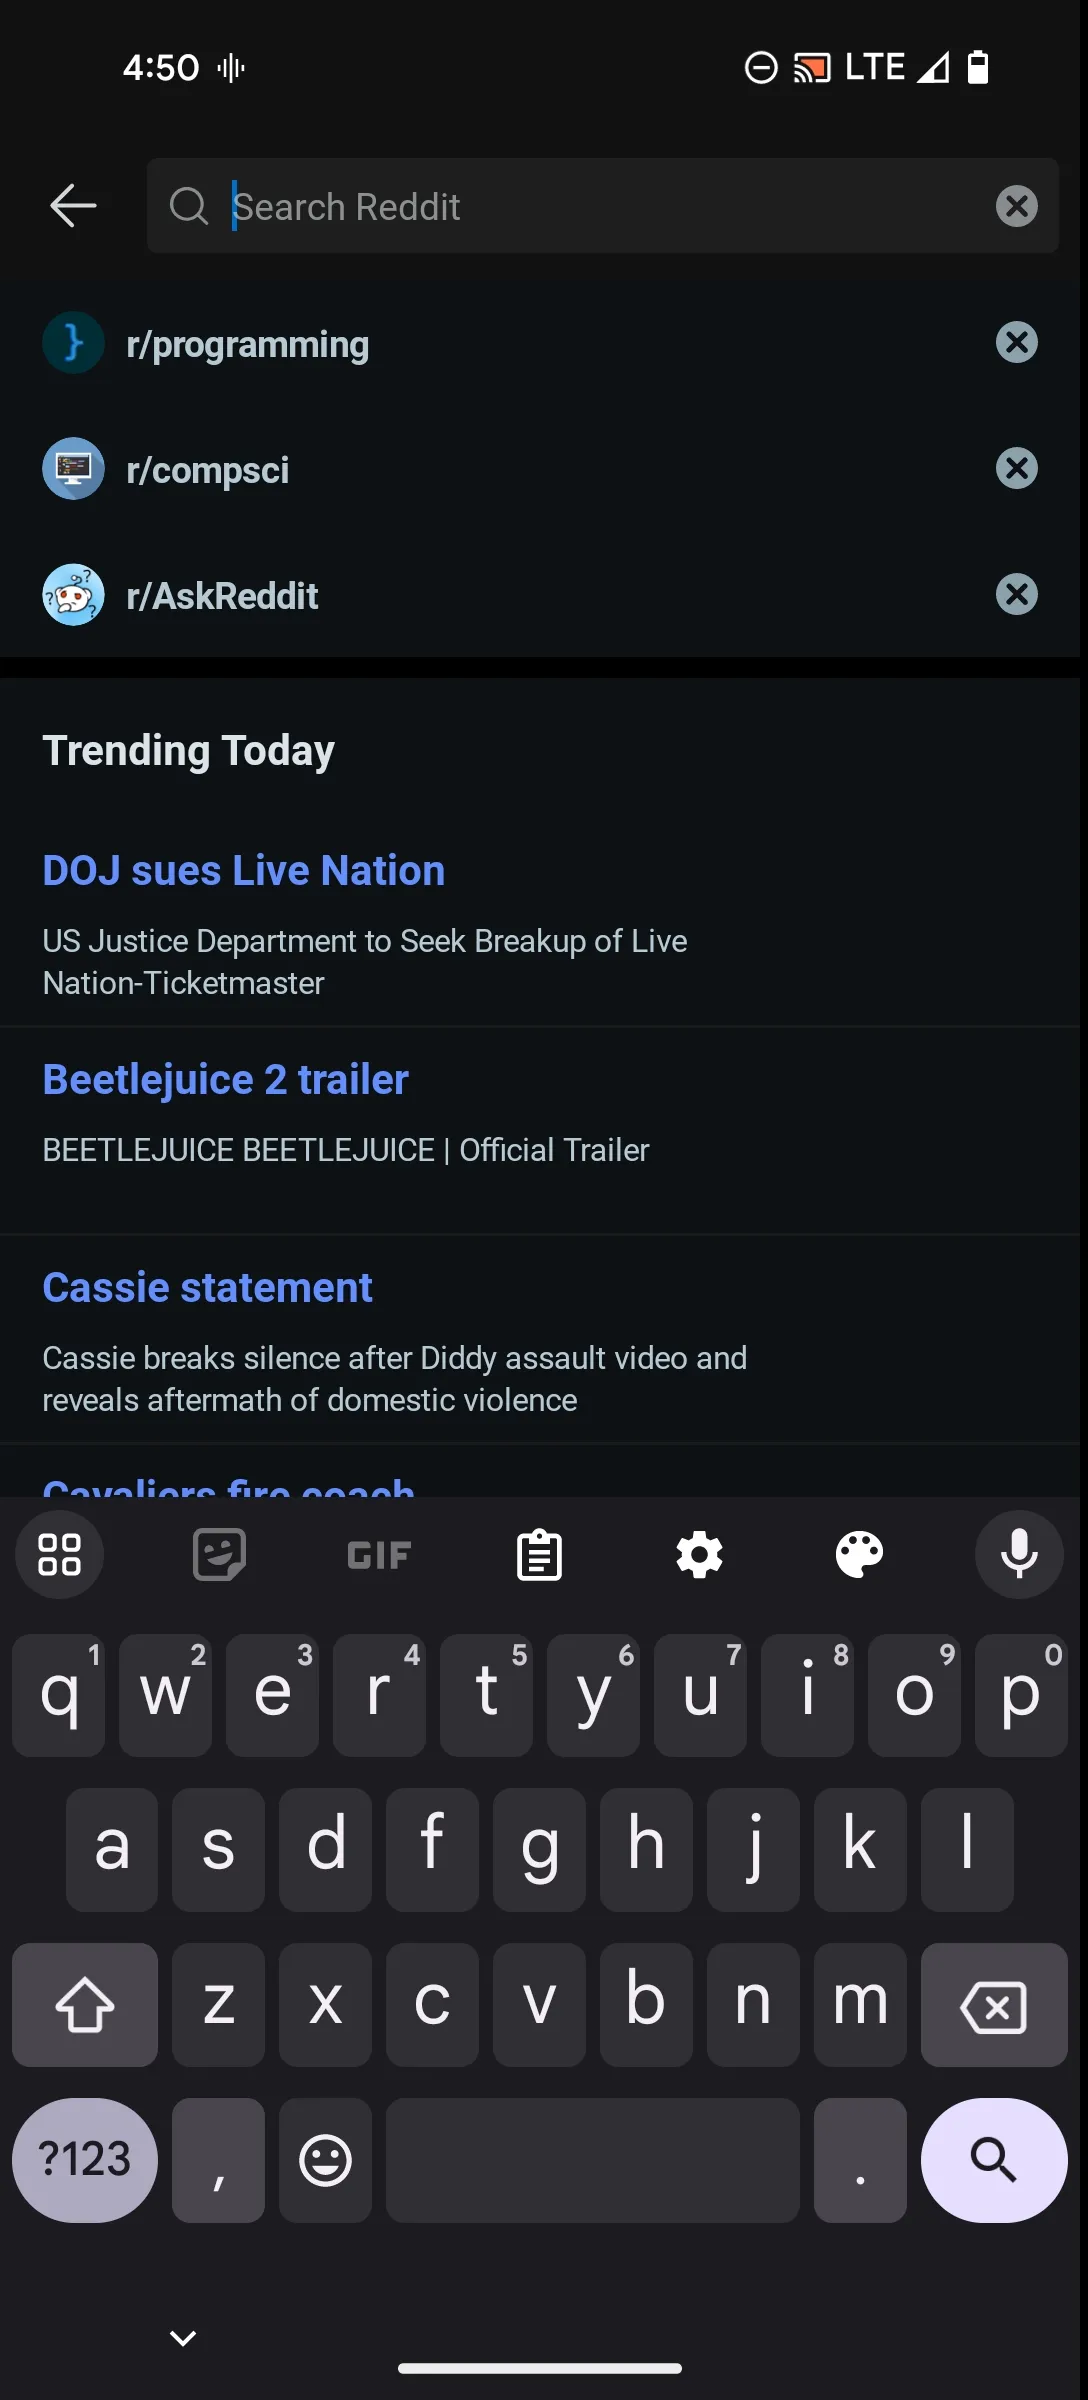 4:50 LTE
Search Reddit
r/programming
r/compsci
r/AskReddit
Trending Today
DOJ sues Live Nation
US Justice Department to Seek Breakup of Live
Nation-Ticketmaster
Beetlejuice 2 trailer
BEETLEJUICE BEETLEJUICE | Official Trailer
Cassie statement
Cassie breaks silence after Diddy assault video and
reveals aftermath of domestic violence
Cavaliers fire coach
GIF
1 2 3 4 5 6 7 8 9 0
q w e r t y u i o p
a s d f g h j k l
z x c v b n m
?123 , .